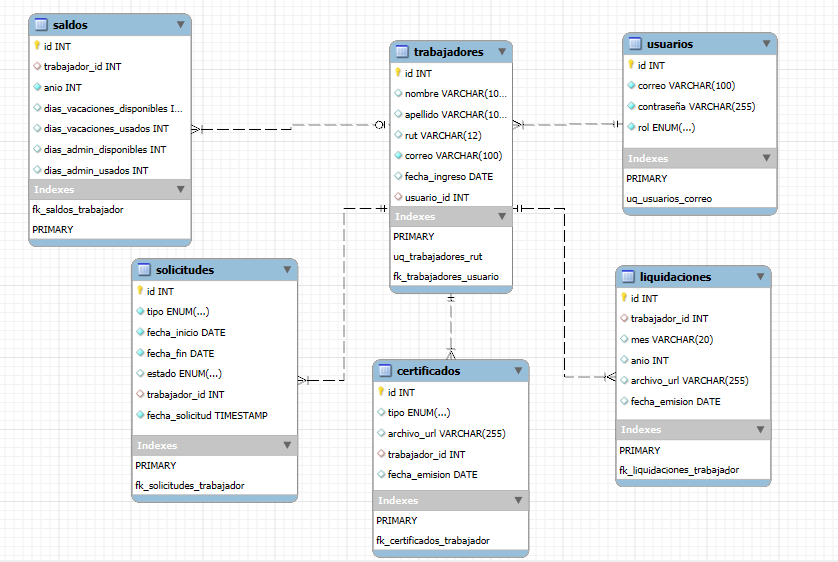 saldos
id INT
trabajador_id INT
anio INT
dias_vacaciones_disponibles I...
dias_vacaciones_usados INT
dias_admin_disponibles INT
dias_admin_usados INT
Indexes
fk_saldos_trabajador
PRIMARY
trabajadores
id INT
nombre VARCHAR(10...
apellido VARCHAR(10...
rut VARCHAR(12)
correo VARCHAR(100)
fecha_ingreso DATE
usuario_id INT
Indexes
PRIMARY
uq_trabajadores_rut
fk_trabajadores_usuario
usuarios
id INT
correo VARCHAR(100)
contraseña VARCHAR(255)
rol ENUM(...)
Indexes
PRIMARY
uq_usuarios_correo
solicitudes
id INT
tipo ENUM(...)
fecha_inicio DATE
fecha_fin DATE
estado ENUM(...)
trabajador_id INT
fecha_solicitud TIMESTAMP
Indexes
PRIMARY
fk_solicitudes_trabajador
certificados
id INT
tipo ENUM(...)
archivo_url VARCHAR(255)
trabajador_id INT
fecha_emision DATE
Indexes
PRIMARY
fk_certificados_trabajador
liquidaciones
id INT
trabajador_id INT
mes VARCHAR(20)
anio INT
archivo_url VARCHAR(255)
fecha_emision DATE
Indexes
PRIMARY
fk_liquidaciones_trabajador